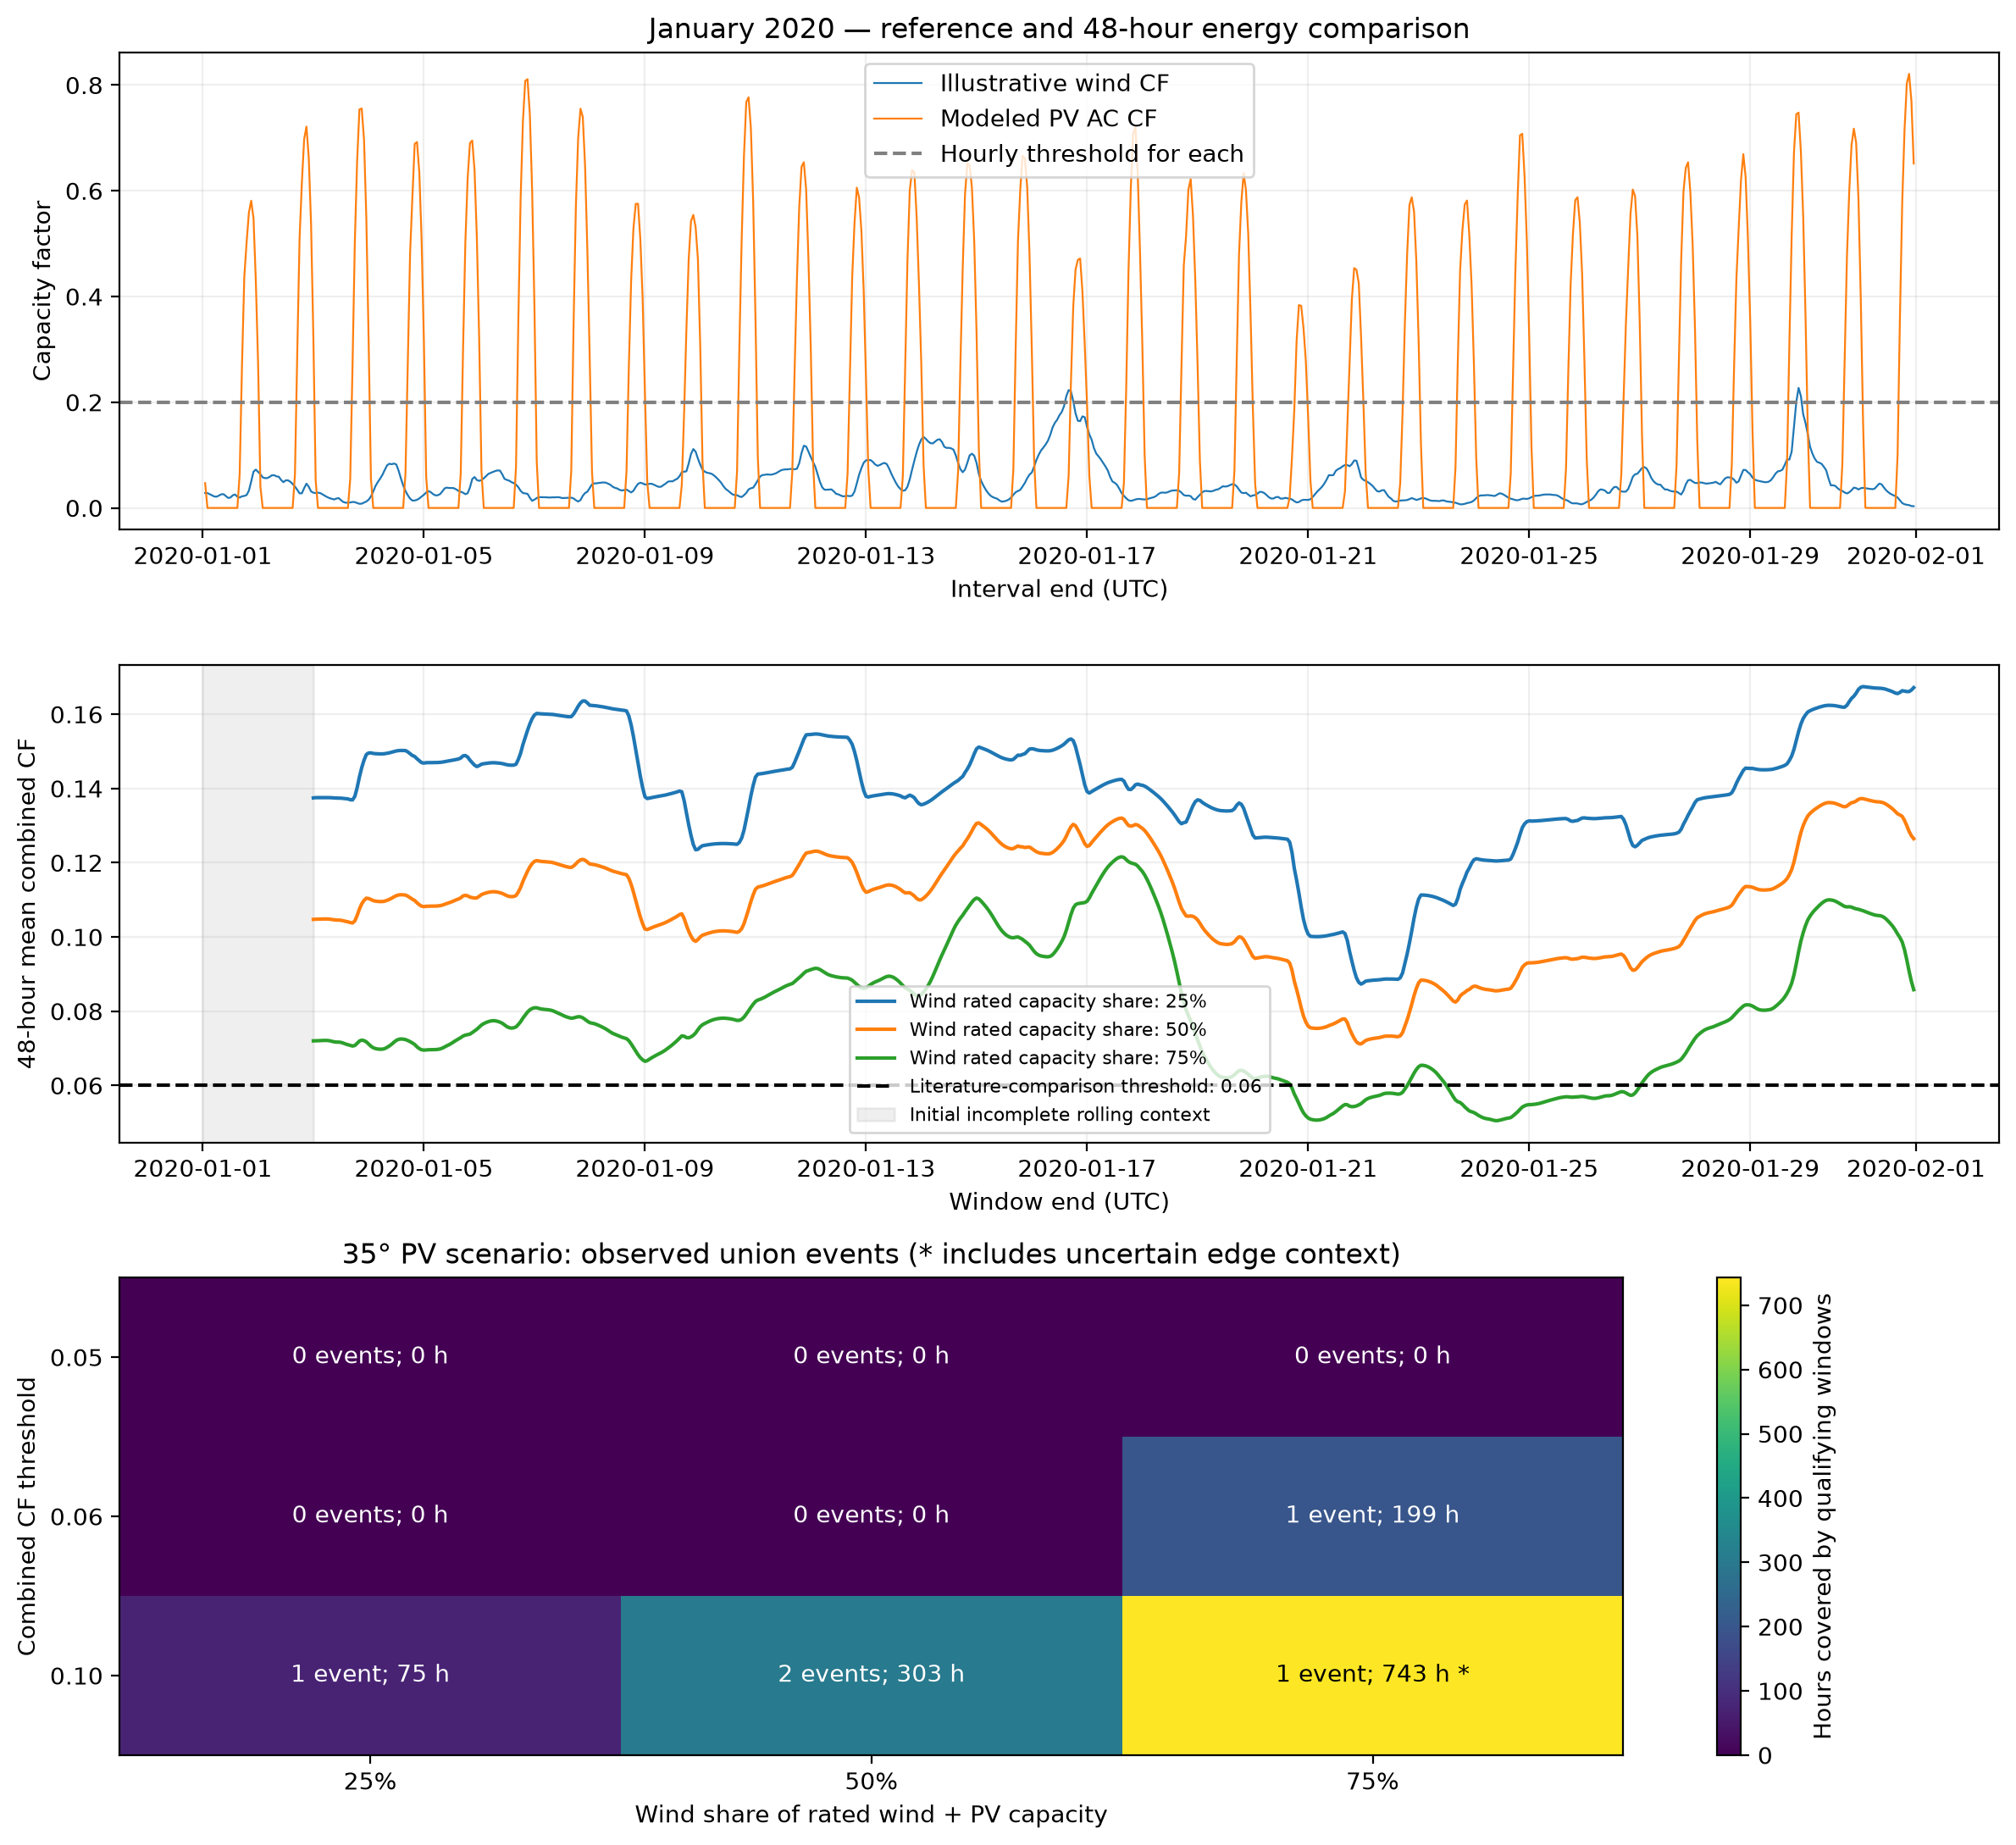 January 2020 — reference and 48-hour energy comparison
Illustrative wind CF
Modeled PV AC CF
Hourly threshold for each
Capacity factor
0.8
0.6
0.4
0.2
0.0
2020-01-01
2020-01-05
2020-01-09
2020-01-13
2020-01-17
2020-01-21
2020-01-25
2020-01-29
2020-02-01
Interval end (UTC)
48-hour mean combined CF
0.16
0.14
0.12
0.10
0.08
0.06
Wind rated capacity share: 25%
Wind rated capacity share: 50%
Wind rated capacity share: 75%
Literature-comparison threshold: 0.06
Initial incomplete rolling context
2020-01-01
2020-01-05
2020-01-09
2020-01-13
2020-01-17
2020-01-21
2020-01-25
2020-01-29
2020-02-01
Window end (UTC)
35° PV scenario: observed union events (* includes uncertain edge context)
Combined CF threshold
0.05
0 events; 0 h
0 events; 0 h
0 events; 0 h
0.06
0 events; 0 h
0 events; 0 h
1 event; 199 h
0.10
1 event; 75 h
2 events; 303 h
1 event; 743 h *
25%
50%
75%
Wind share of rated wind + PV capacity
700
600
500
400
300
200
100
0
Hours covered by qualifying windows